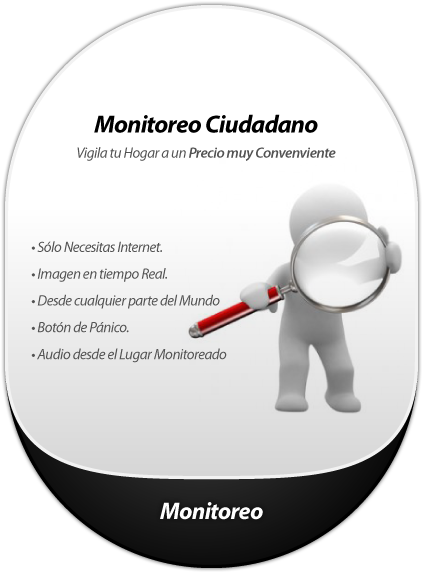 Monitoreo Ciudadano
Vigila tu Hogar a un Precio muy Convenviente
• Sólo Necesitas Internet.
• Imagen en tiempo Real.
• Desde cualquier parte del Mundo
• Botón de Pánico.
• Audio desde el Lugar Monitoreado
Monitoreo